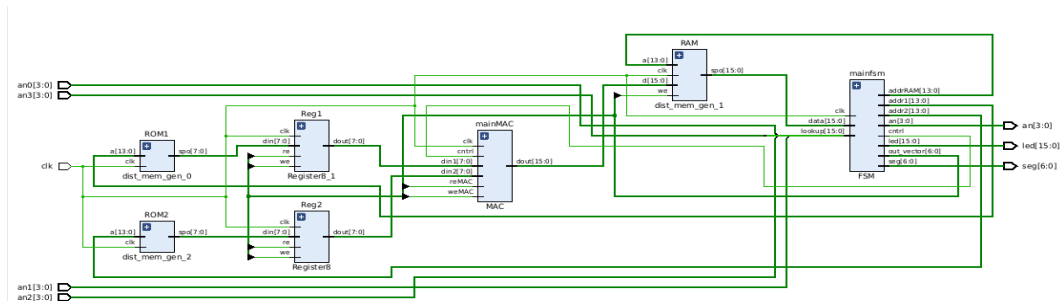 an0[3:0]
an3[3:0]
clk
an1[3:0]
an2[3:0]
ROM1
a[13:0]
clk
spo[7:0]
dist_mem_gen_0
ROM2
a[13:0]
clk
spo[7:0]
dist_mem_gen_2
Reg1
clk
din[7:0]
re
we
dout[7:0]
Register8_1
Reg2
clk
din[7:0]
re
we
dout[7:0]
Register8
mainMAC
clk
cntrl
din1[7:0]
din2[7:0]
reMAC
weMAC
dout[15:0]
MAC
RAM
a[13:0]
clk
d[15:0]
we
spo[15:0]
dist_mem_gen_1
mainfsm
clk
data[15:0]
lookup[15:0]
addrRAM[13:0]
addr1[13:0]
addr2[13:0]
an[3:0]
cntrl
led[15:0]
out_vector[6:0]
seg[6:0]
FSM
an[3:0]
led[15:0]
seg[6:0]